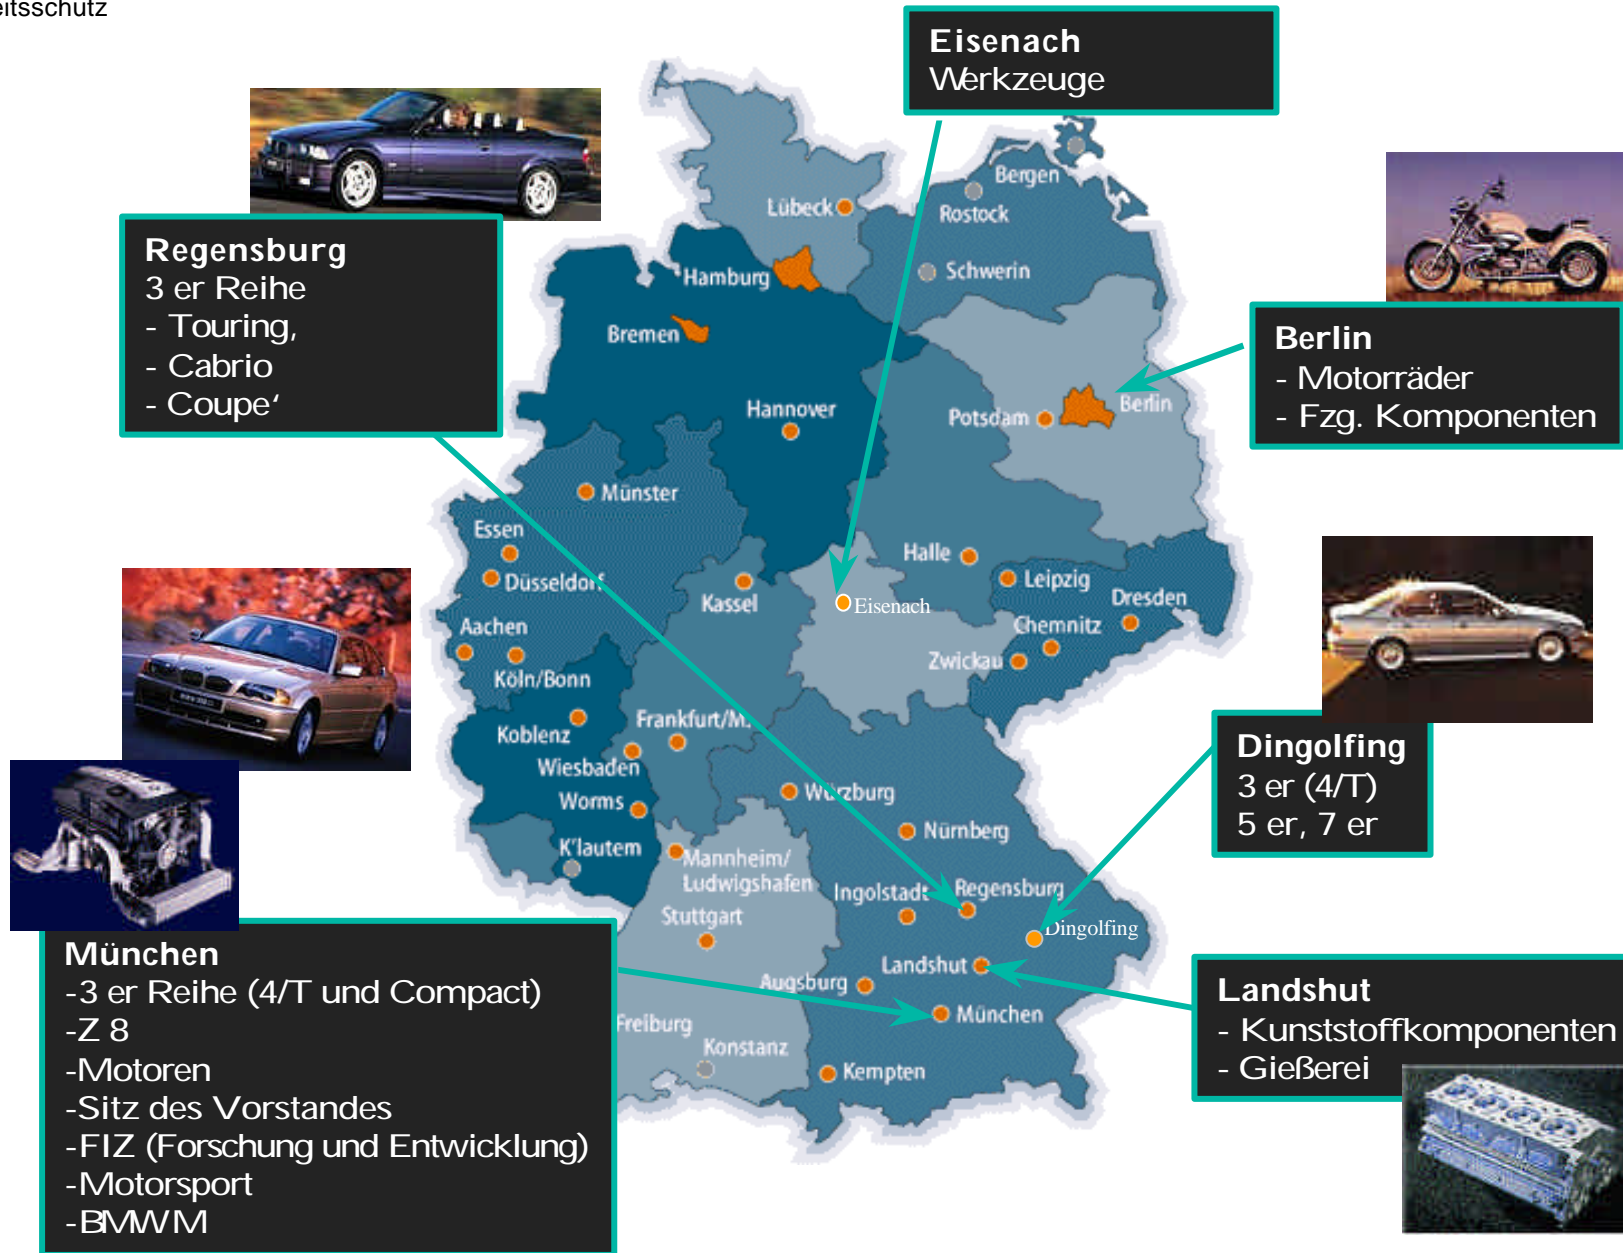 eitsschutz
Eisenach
Werkzeuge
Regensburg
3 er Reihe
- Touring,
- Cabrio
- Coupe‘
Berlin
- Motorräder
- Fzg. Komponenten
Dingolfing
3 er (4/T)
5 er, 7 er
München
-3 er Reihe (4/T und Compact)
-Z 8
-Motoren
-Sitz des Vorstandes
-FIZ (Forschung und Entwicklung)
-Motorsport
-BMW M
Landshut
- Kunststoffkomponenten
- Gießerei
Bergen
Lübeck
Rostock
Schwerin
Hamburg
Bremen
Hannover
Potsdam
Berlin
Münster
Essen
Düsseldorf
Halle
Leipzig
Kassel
Eisenach
Dresden
Aachen
Chemnitz
Köln/Bonn
Zwickau
Koblenz
Frankfurt/M.
Wiesbaden
Worms
Würzburg
Nürnberg
K'lautern
Mannheim/
Ludwigshafen
Ingolstadt
Regensburg
Stuttgart
Dingolfing
Landshut
Augsburg
München
Freiburg
Konstanz
Kempten